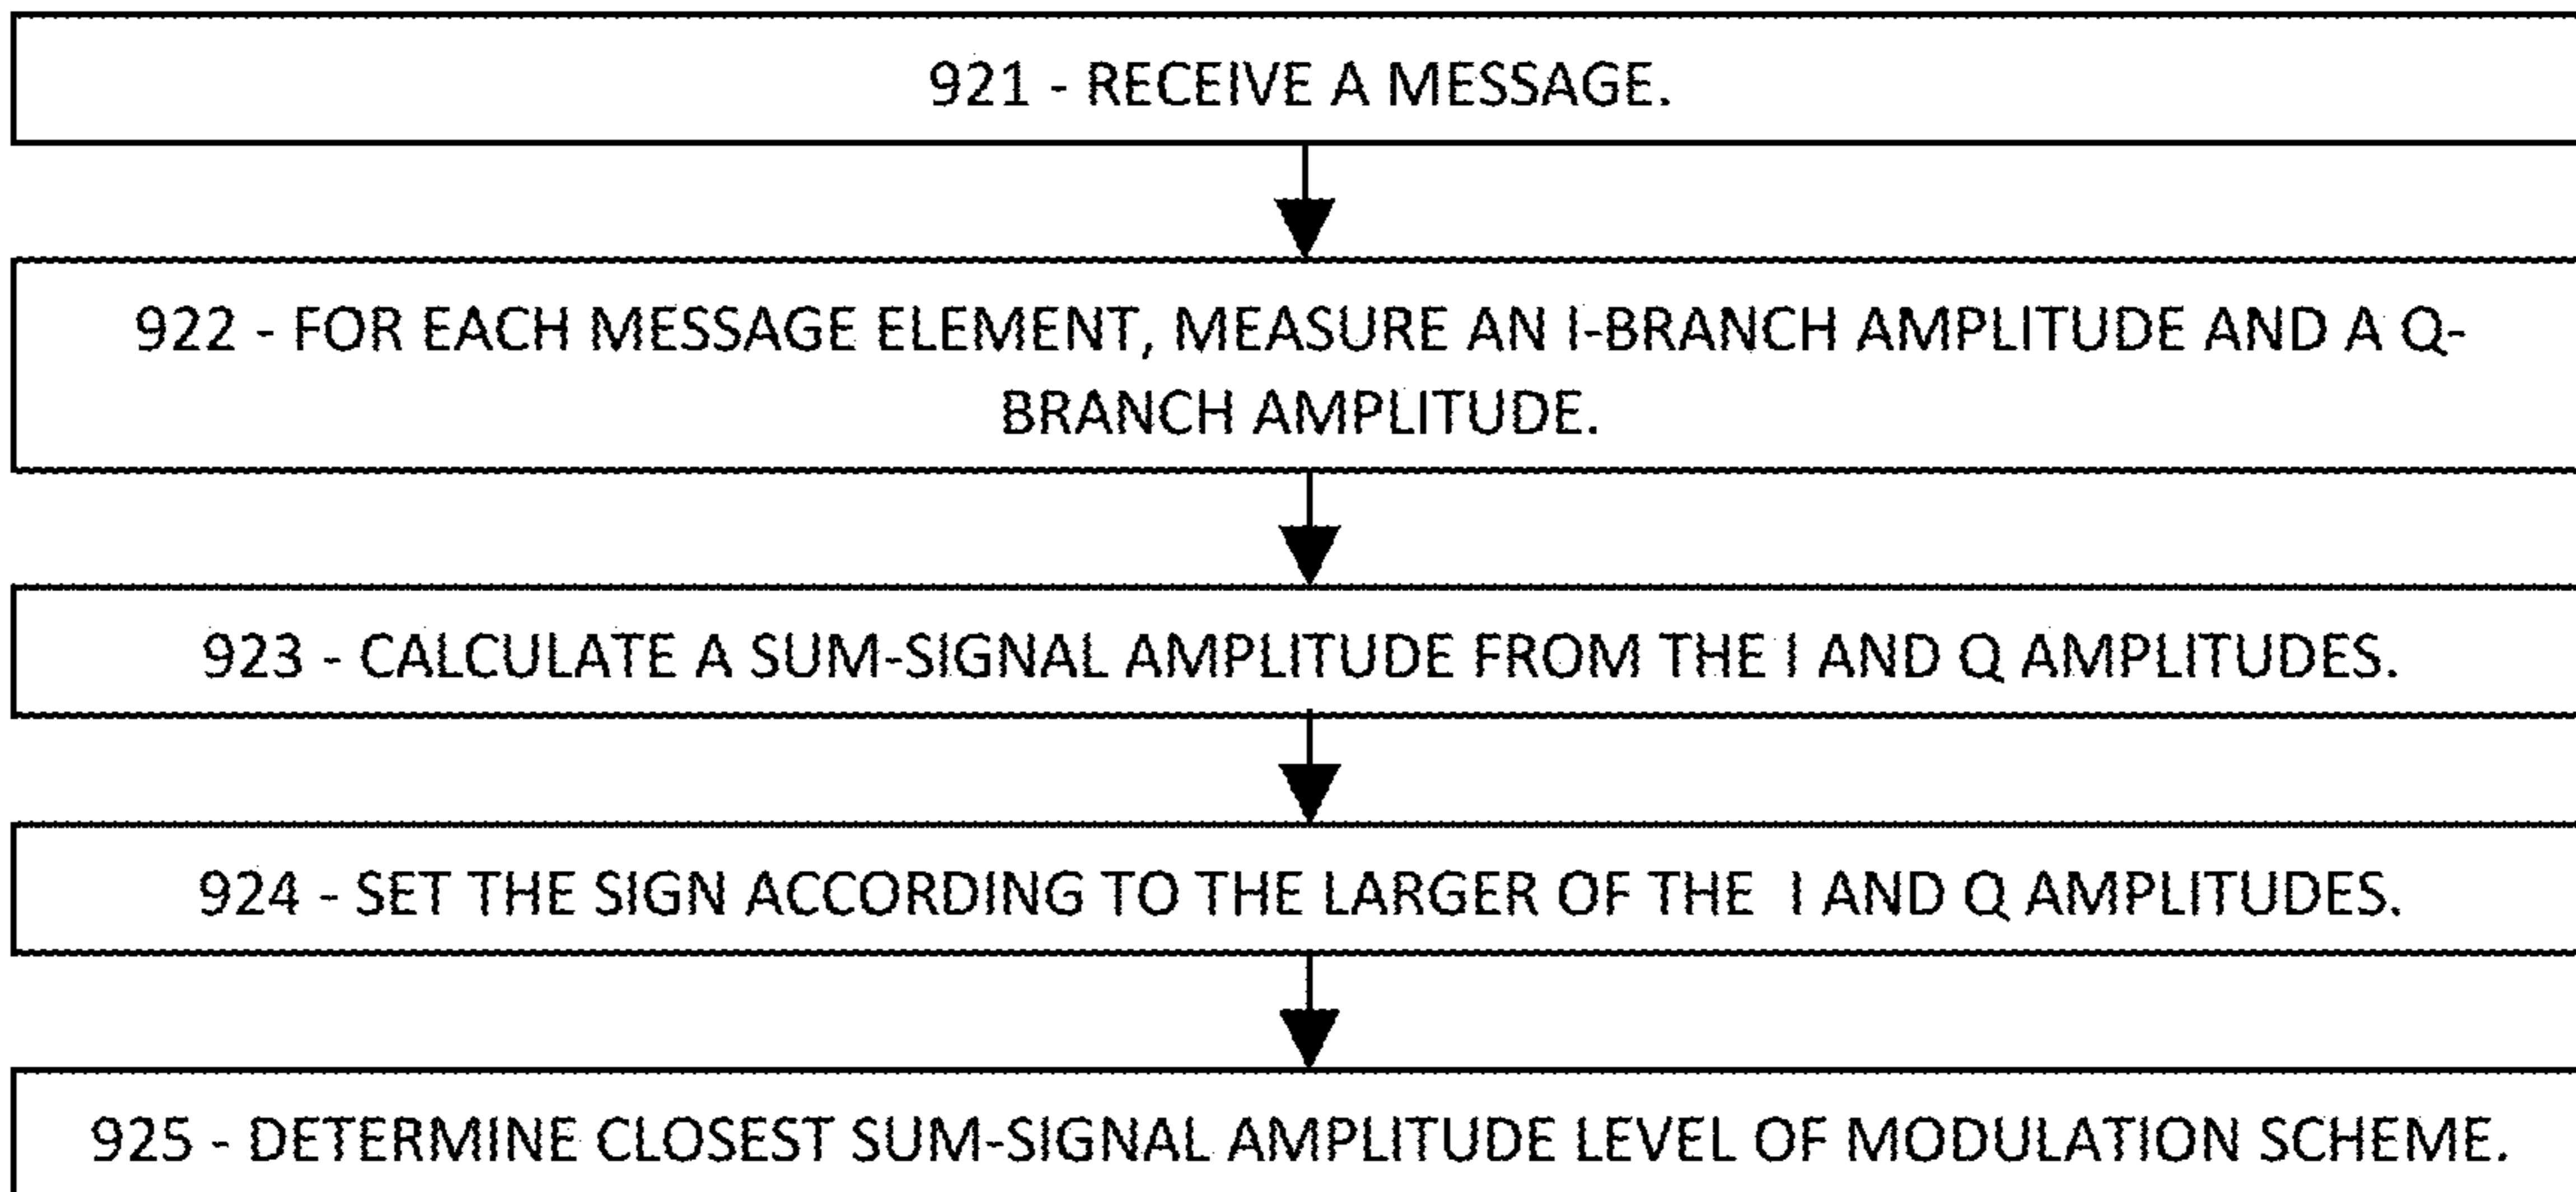 921 - RECEIVE A MESSAGE.
922 - FOR EACH MESSAGE ELEMENT, MEASURE AN I-BRANCH AMPLITUDE AND A Q-
BRANCH AMPLITUDE.
923 - CALCULATE A SUM-SIGNAL AMPLITUDE FROM THE I AND Q AMPLITUDES.
924 - SET THE SIGN ACCORDING TO THE LARGER OF THE I AND Q AMPLITUDES.
925 - DETERMINE CLOSEST SUM-SIGNAL AMPLITUDE LEVEL OF MODULATION SCHEME.